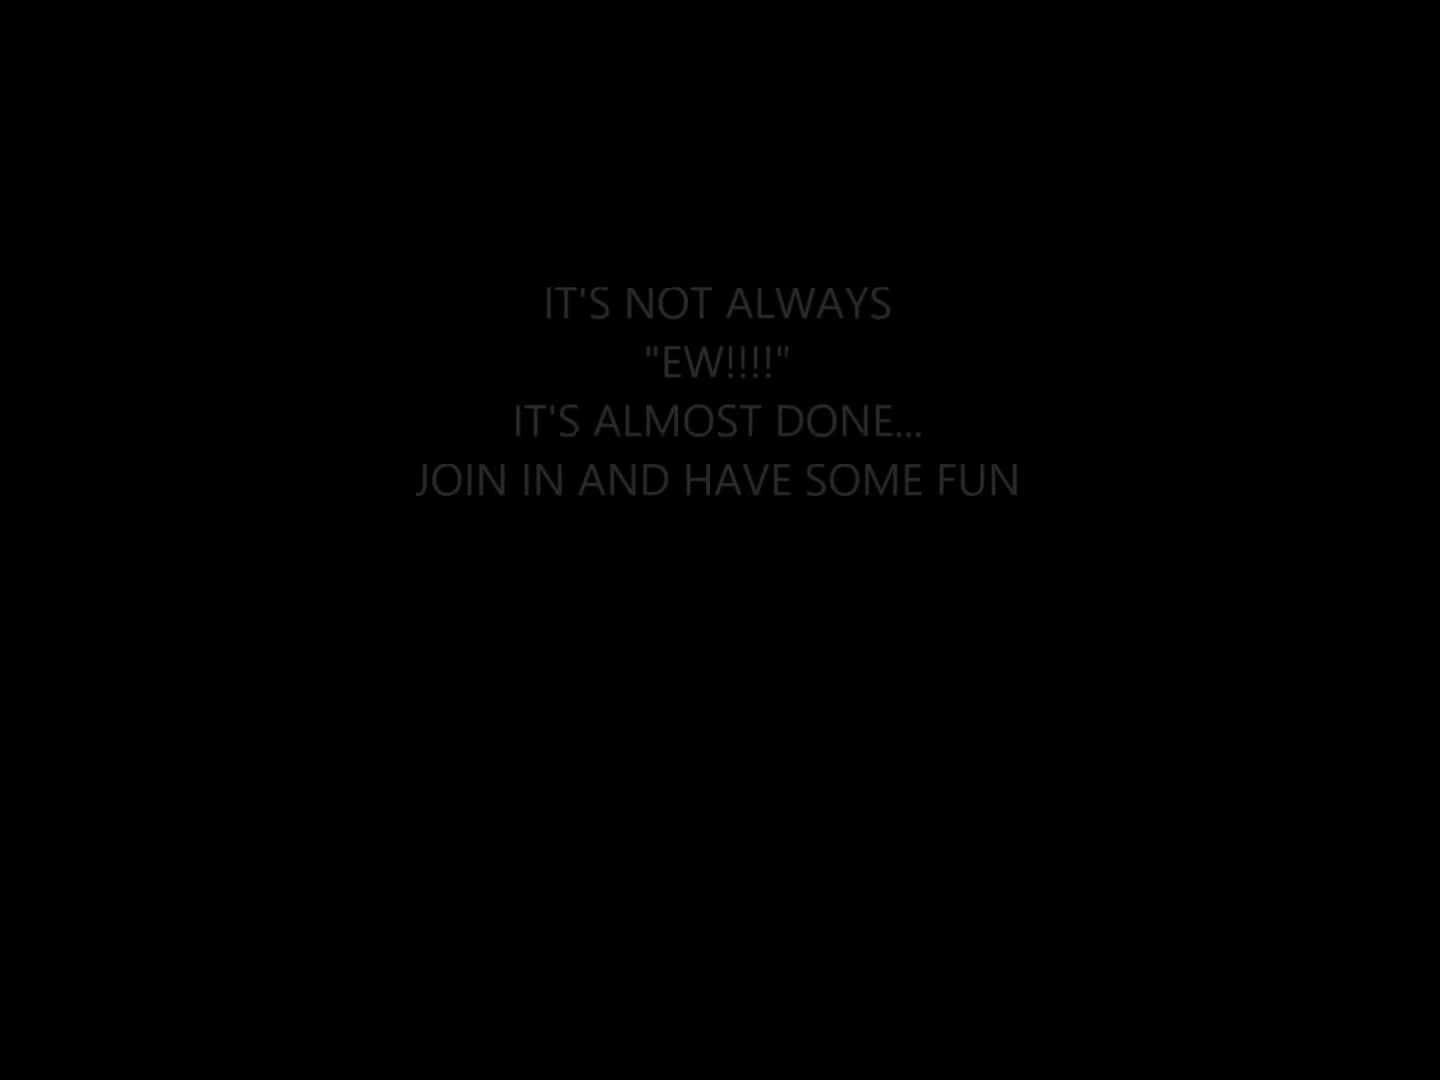 IT'S NOT ALWAYS
"EW!!!!"
IT'S ALMOST DONE...
JOIN IN AND HAVE SOME FUN